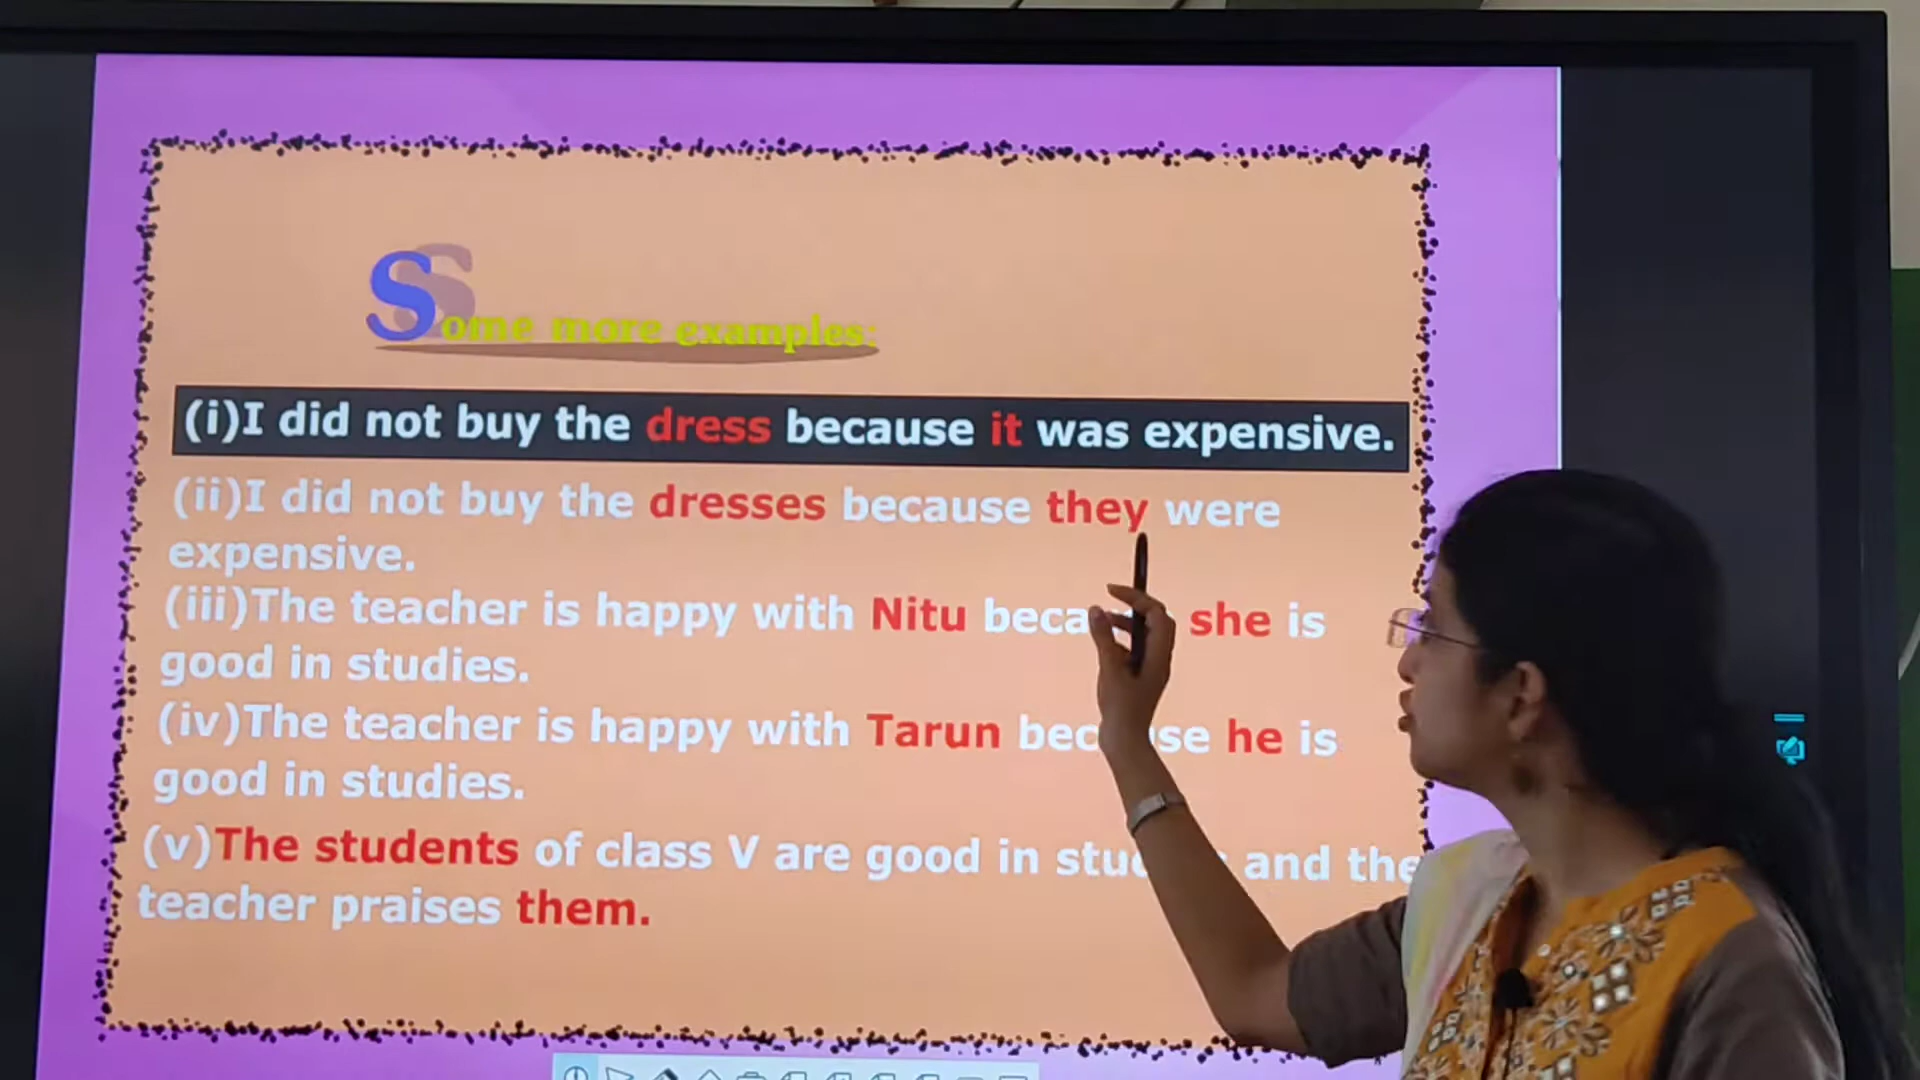 Some more examples:
(i)I did not buy the dress because it was expensive.
(ii)I did not buy the dresses because they were
expensive.
(iii)The teacher is happy with Nitu beca she is
good in studies.
(iv)The teacher is happy with Tarun bec se he is
good in studies.
(v)The students of class V are good in stu and the
teacher praises them.